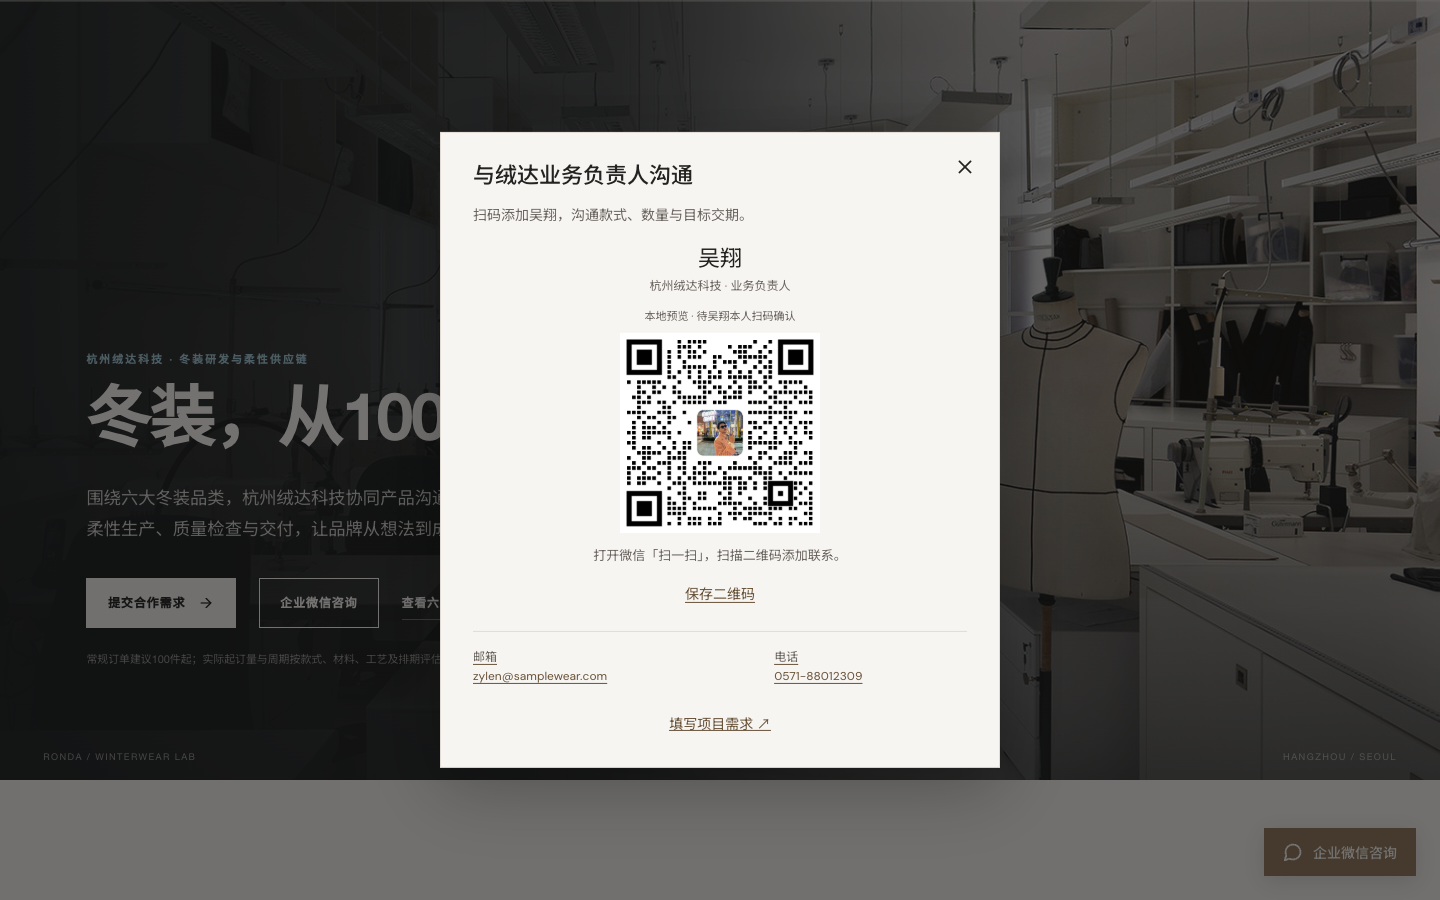 与绒达业务负责人沟通
扫码添加吴翔，沟通款式、数量与目标交期。
吴翔
杭州绒达科技 · 业务负责人
本地预览 · 待吴翔本人扫码确认
打开微信「扫一扫」，扫描二维码添加联系。
保存二维码
邮箱
zylen@samplewear.com
电话
0571-88012309
填写项目需求 ↗
杭州绒达科技 · 冬装研发与柔性供应链
冬装，从100
围绕六大冬装品类，杭州绒达科技协同产品沟通
柔性生产、质量检查与交付，让品牌从想法到成
提交合作需求 →
企业微信咨询
查看六
常规订单建议100件起；实际起订量与周期按款式、材料、工艺及排期评估
RONDA / WINTERWEAR LAB
HANGZHOU / SEOUL
企业微信咨询